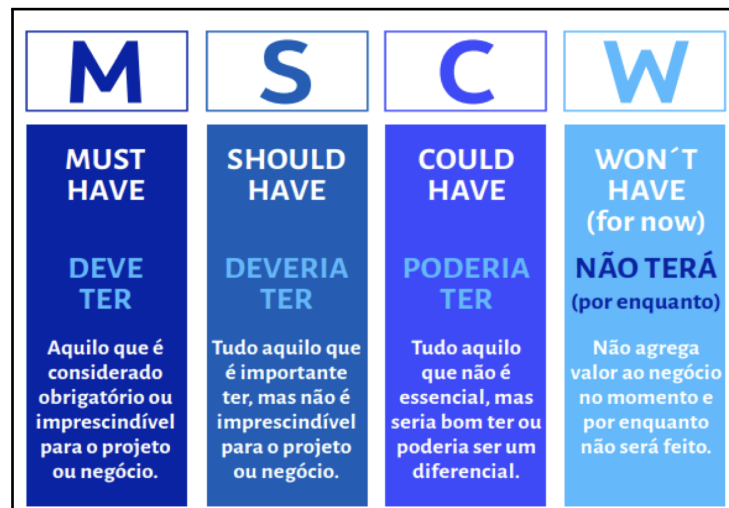 M
MUST
HAVE
DEVE
TER
Aquilo que é
considerado
obrigatório ou
imprescindível
para o projeto
ou negócio.
S
SHOULD
HAVE
DEVERIA
TER
Tudo aquilo que
é importante
ter, mas não é
imprescindível
para o projeto
ou negócio.
C
COULD
HAVE
PODERIA
TER
Tudo aquilo
que não é
essencial, mas
seria bom ter ou
poderia ser um
diferencial.
W
WON´T
HAVE
(for now)
NÃO TERÁ
(por enquanto)
Não agrega
valor ao negócio
no momento e
por enquanto
não será feito.